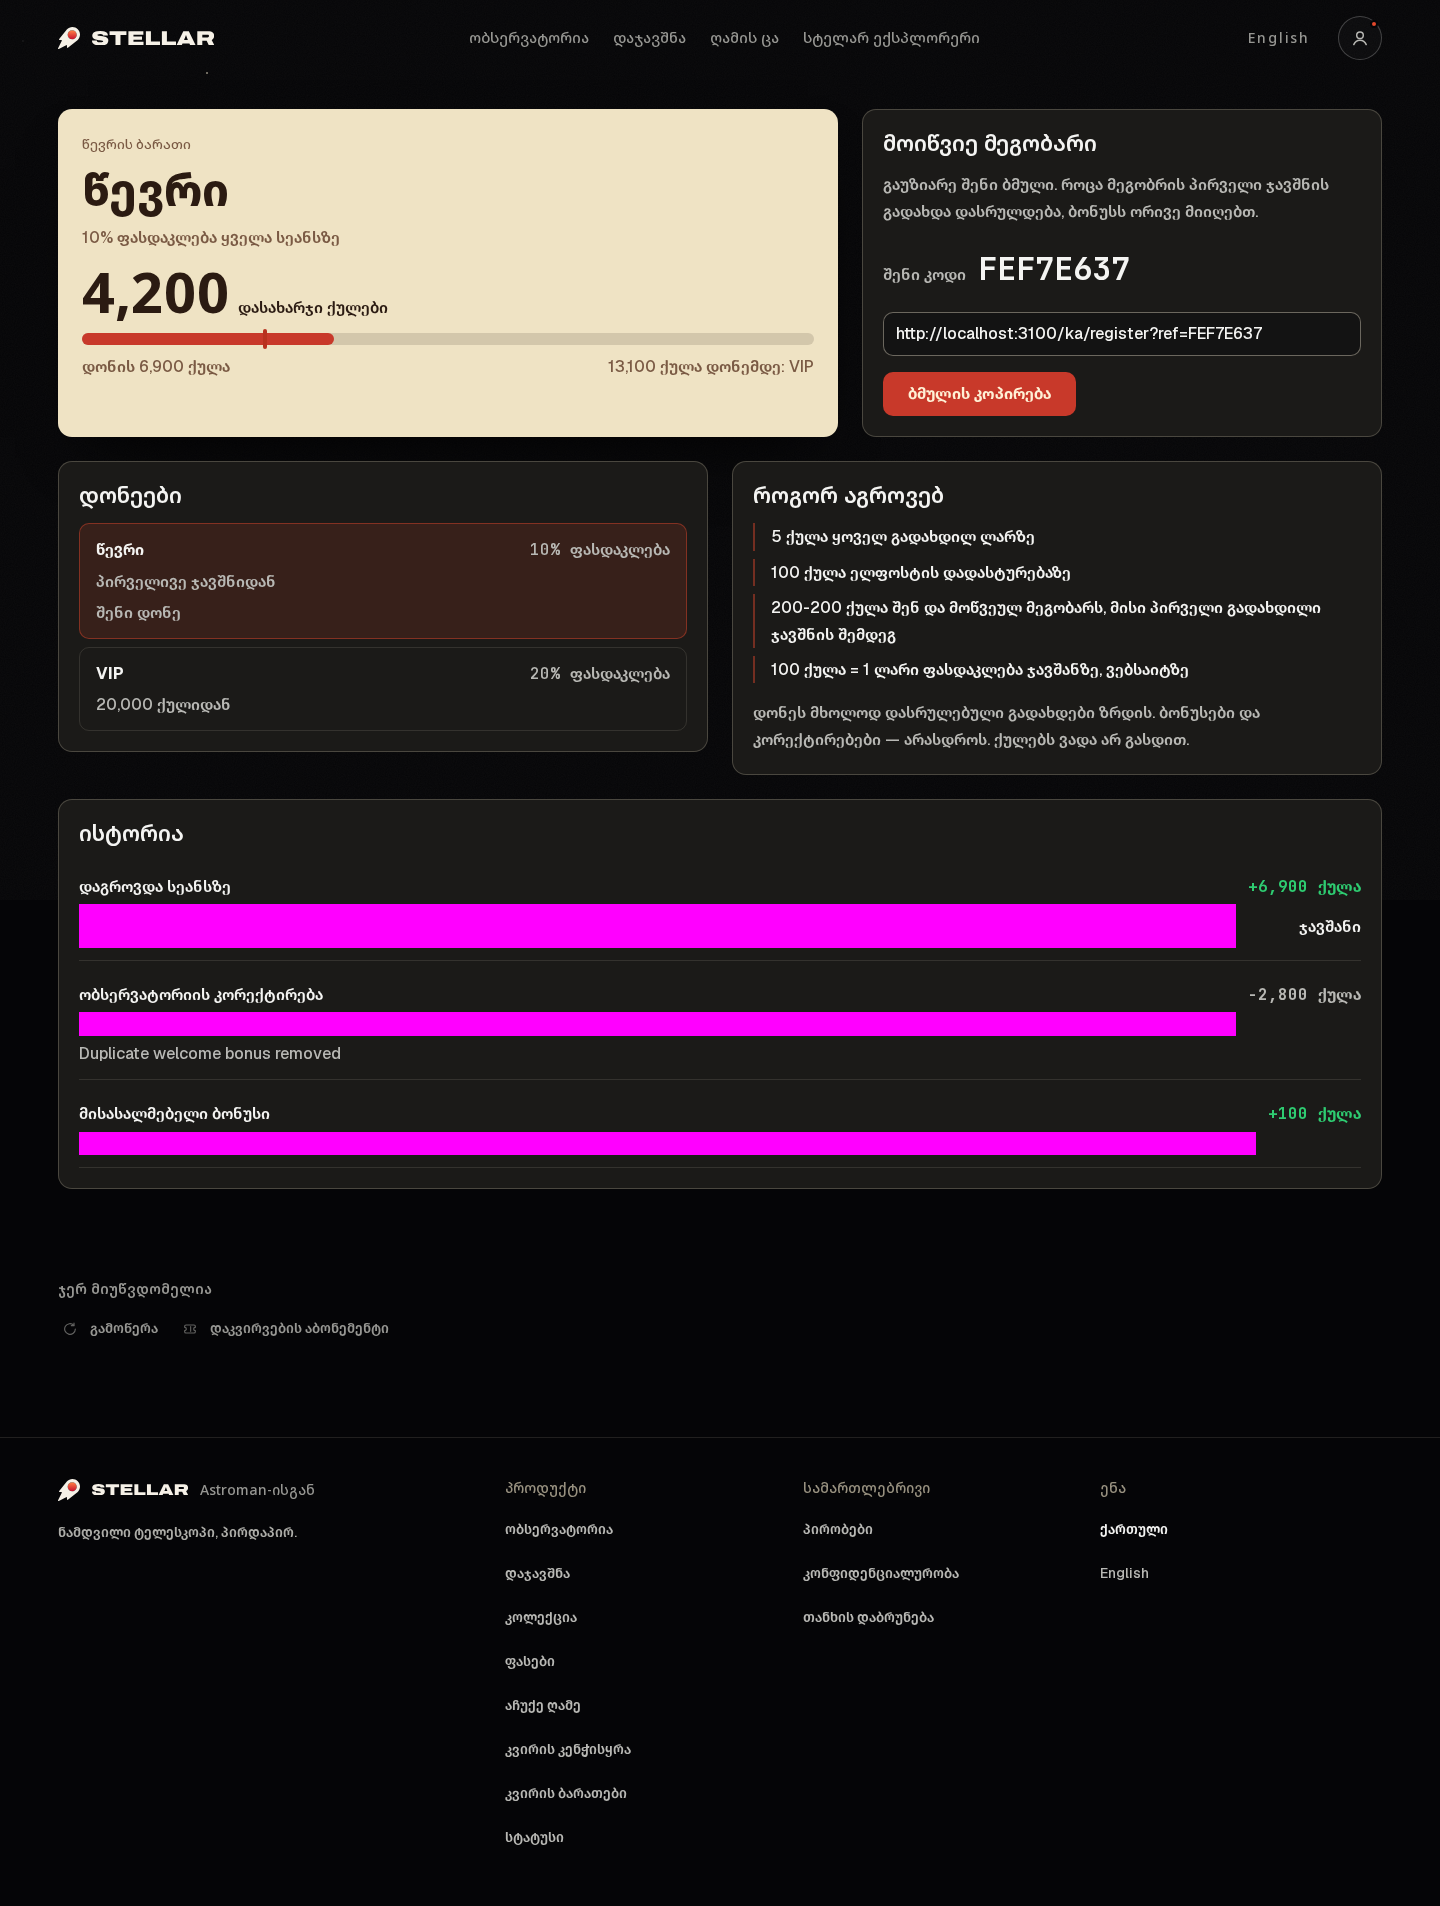 STELLAR
ობსერვატორია
დაჯავშნა
ღამის ცა
სტელარ ექსპლორერი
English
წევრის ბარათი
წევრი
10% ფასდაკლება ყველა სეანსზე
4,200 დასახარჯი ქულები
დონის 6,900 ქულა
13,100 ქულა დონემდე: VIP
მოიწვიე მეგობარი
გაუზიარე შენი ბმული. როცა მეგობრის პირველი ჯავშნის
გადახდა დასრულდება, ბონუსს ორივე მიიღებთ.
შენი კოდი FEF7E637
http://localhost:3100/ka/register?ref=FEF7E637
ბმულის კოპირება
დონეები
წევრი
10% ფასდაკლება
პირველივე ჯავშნიდან
შენი დონე
VIP
20% ფასდაკლება
20,000 ქულიდან
როგორ აგროვებ
5 ქულა ყოველ გადახდილ ლარზე
100 ქულა ელფოსტის დადასტურებაზე
200-200 ქულა შენ და მოწვეულ მეგობარს, მისი პირველი გადახდილი
ჯავშნის შემდეგ
100 ქულა = 1 ლარი ფასდაკლება ჯავშანზე, ვებსაიტზე
დონეს მხოლოდ დასრულებული გადახდები ზრდის. ბონუსები და
კორექტირებები — არასდროს. ქულებს ვადა არ გასდით.
ისტორია
დაგროვდა სეანსზე
+6,900 ქულა
ჯავშანი
ობსერვატორიის კორექტირება
-2,800 ქულა
Duplicate welcome bonus removed
მისასალმებელი ბონუსი
+100 ქულა
ჯერ მიუწვდომელია
გამოწერა
დაკვირვების აბონემენტი
STELLAR Astroman-ისგან
ნამდვილი ტელესკოპი, პირდაპირ.
პროდუქტი
ობსერვატორია
დაჯავშნა
კოლექცია
ფასები
აჩუქე ღამე
კვირის კენჭისყრა
კვირის ბარათები
სტატუსი
სამართლებრივი
პირობები
კონფიდენციალურობა
თანხის დაბრუნება
ენა
ქართული
English